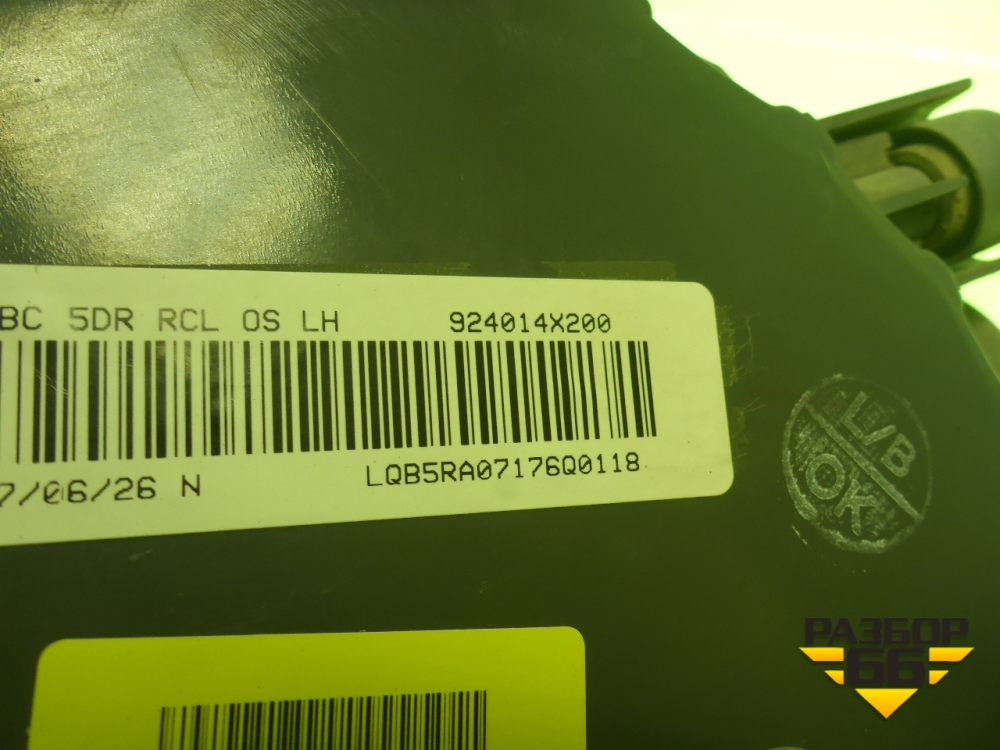 BC 5DR RCL OS LH 924014X200
7/06/26 N LQB5RA07176Q0118
L/B
OK
РАЗБОР
66